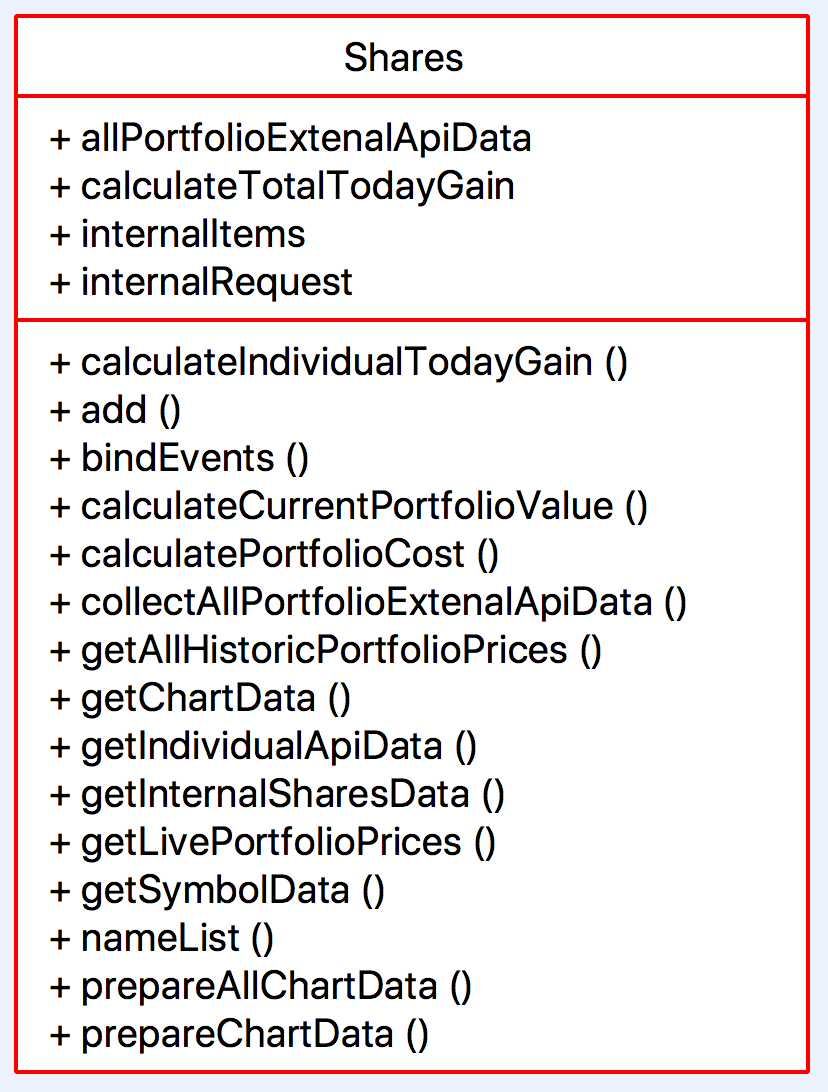 Shares
+ allPortfolioExtenalApiData
+ calculateTotalTodayGain
+ internalItems
+ internalRequest
+ calculateIndividualTodayGain ()
+ add ()
+ bindEvents ()
+ calculateCurrentPortfolioValue ()
+ calculatePortfolioCost ()
+ collectAllPortfolioExtenalApiData ()
+ getAllHistoricPortfolioPrices ()
+ getChartData ()
+ getIndividualApiData ()
+ getInternalSharesData ()
+ getLivePortfolioPrices ()
+ getSymbolData ()
+ nameList ()
+ prepareAllChartData ()
+ prepareChartData ()